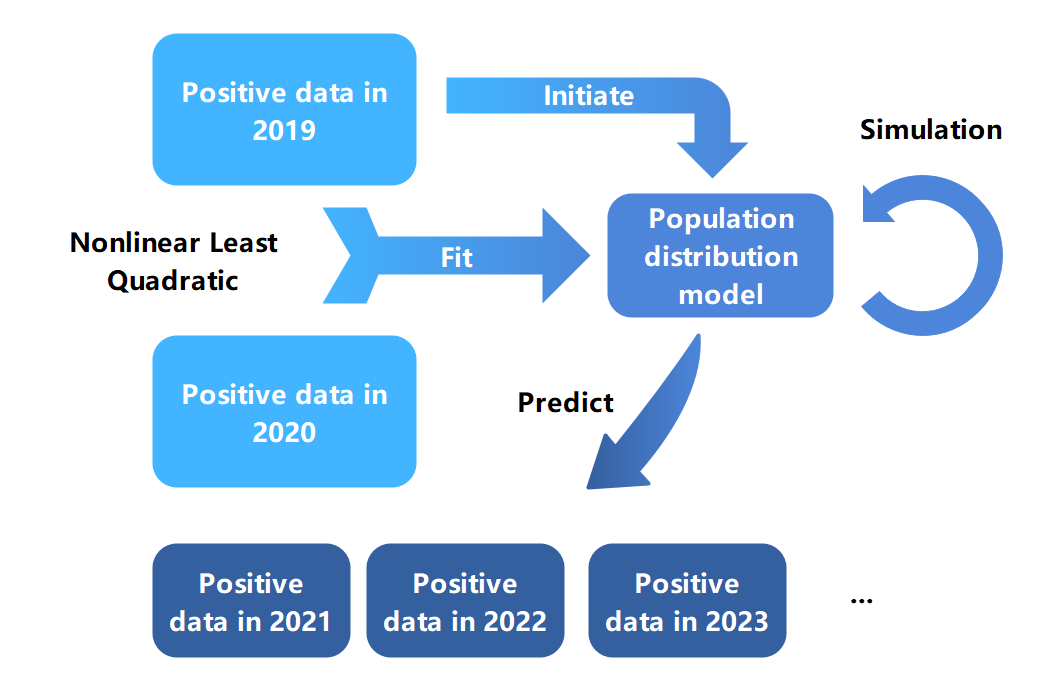 Positive data in
2019
Initiate
Simulation
Population
distribution
model
Nonlinear Least
Quadratic
Fit
Positive data in
2020
Predict
Positive
data in 2021
Positive
data in 2022
Positive
data in 2023
...